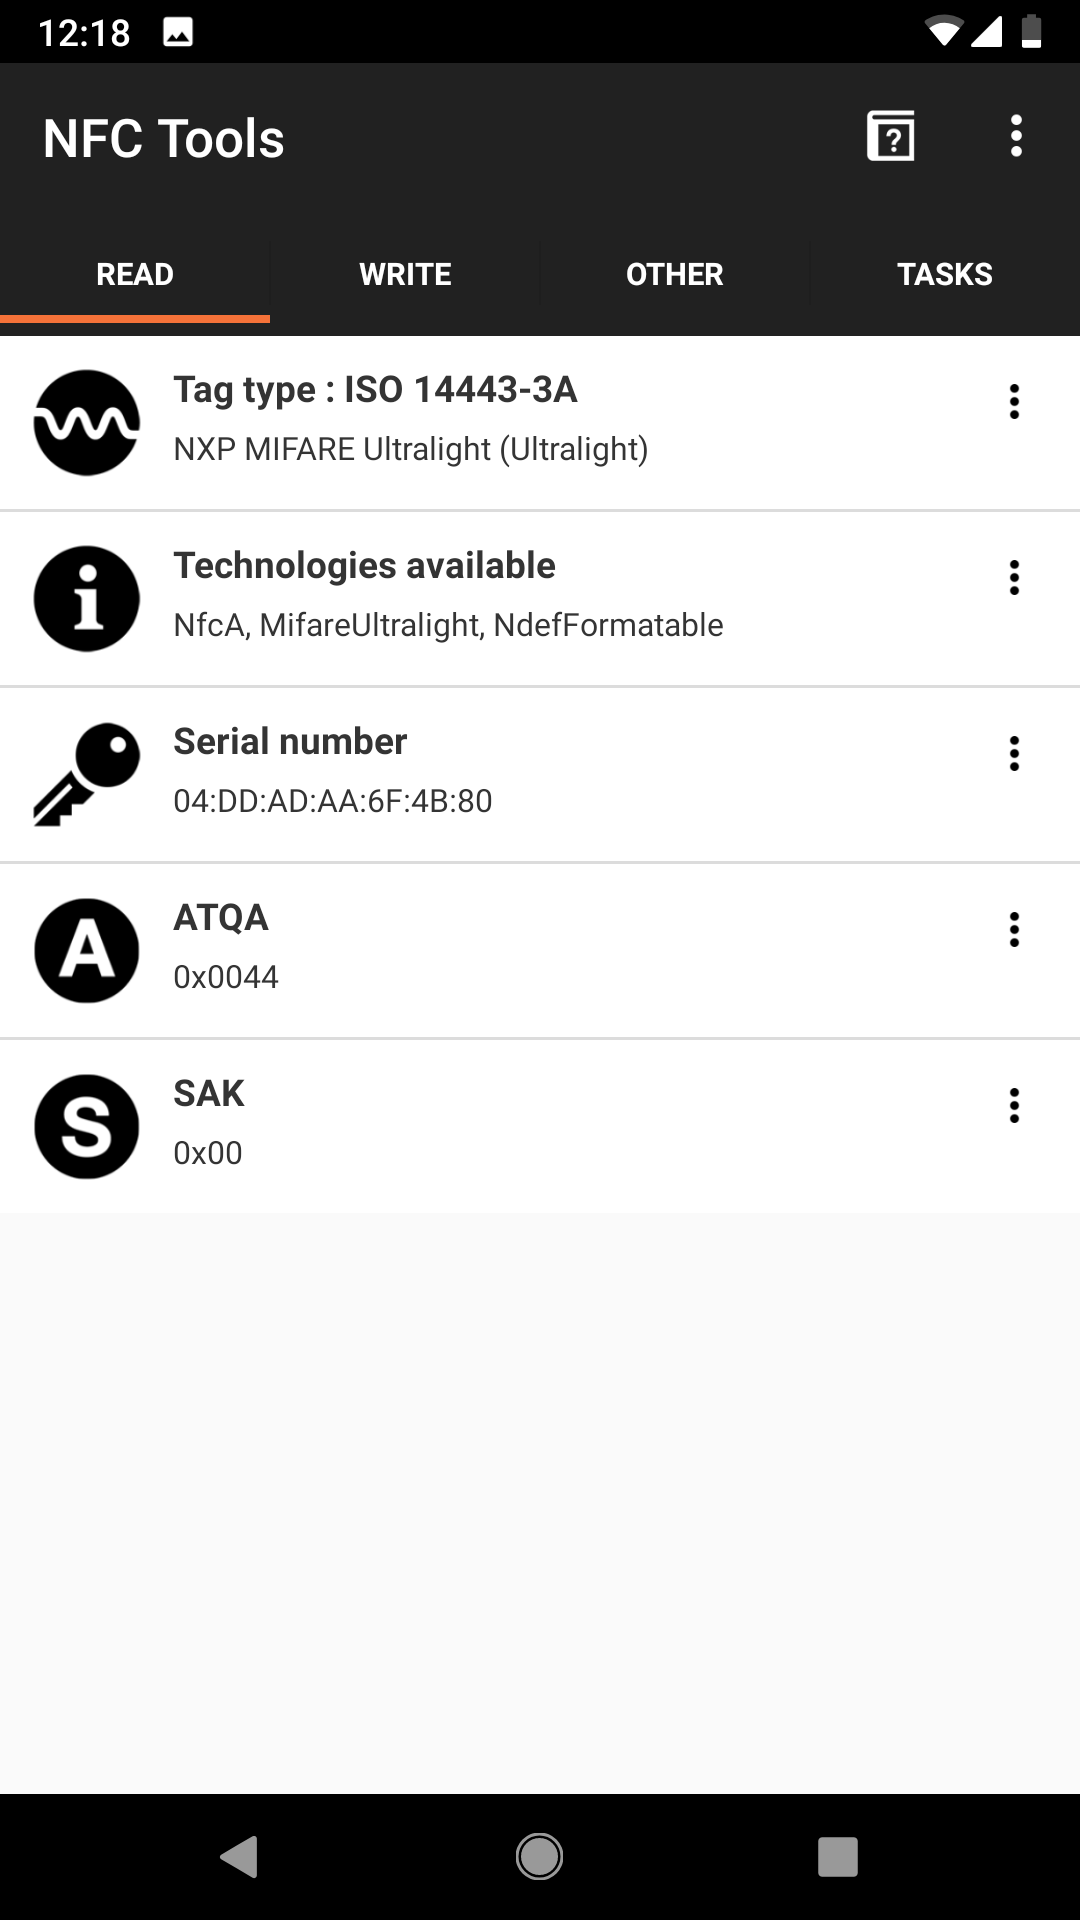 12:18
NFC Tools
READ
WRITE
OTHER
TASKS
Tag type : ISO 14443-3A
NXP MIFARE Ultralight (Ultralight)
Technologies available
NfcA, MifareUltralight, NdefFormatable
Serial number
04:DD:AD:AA:6F:4B:80
A
ATQA
0x0044
S
SAK
0x00